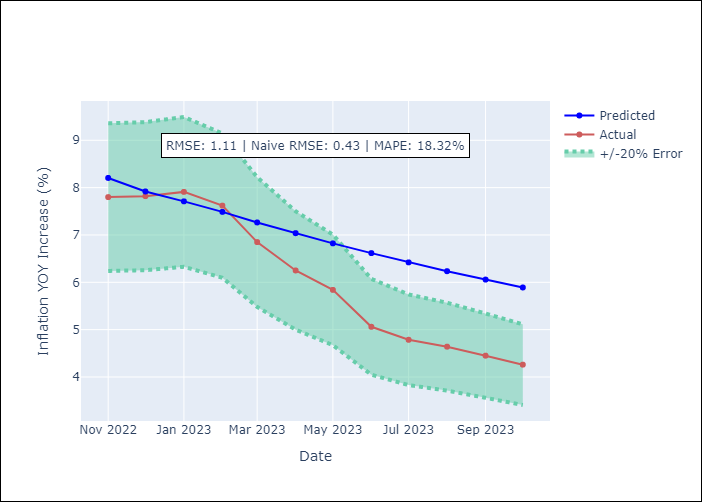 RMSE: 1.11 | Naive RMSE: 0.43 | MAPE: 18.32%
Predicted
Actual
+/-20% Error
Inflation YOY Increase (%)
9
8
7
6
5
4
Nov 2022
Jan 2023
Mar 2023
May 2023
Jul 2023
Sep 2023
Date